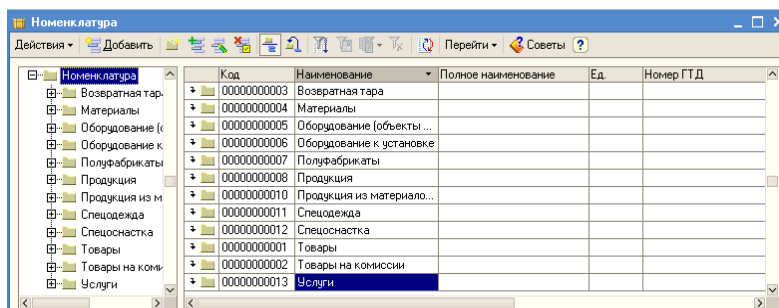 Номенклатура
Действия Добавить Перейти Советы ?
Номенклатура
Возвратная тар
Материалы
Оборудование (о
Оборудование к
Полуфабрикаты
Продукция
Продукция из м
Спецодежда
Спецоснастка
Товары
Товары на коми
Услуги
Код Наименование Полное наименование Ед. Номер ГТД
00000000003 Возвратная тара
00000000004 Материалы
00000000005 Оборудование (объекты ...
00000000006 Оборудование к установке
00000000007 Полуфабрикаты
00000000008 Продукция
00000000010 Продукция из материало...
00000000011 Спецодежда
00000000012 Спецоснастка
00000000001 Товары
00000000002 Товары на комиссии
00000000013 Услуги